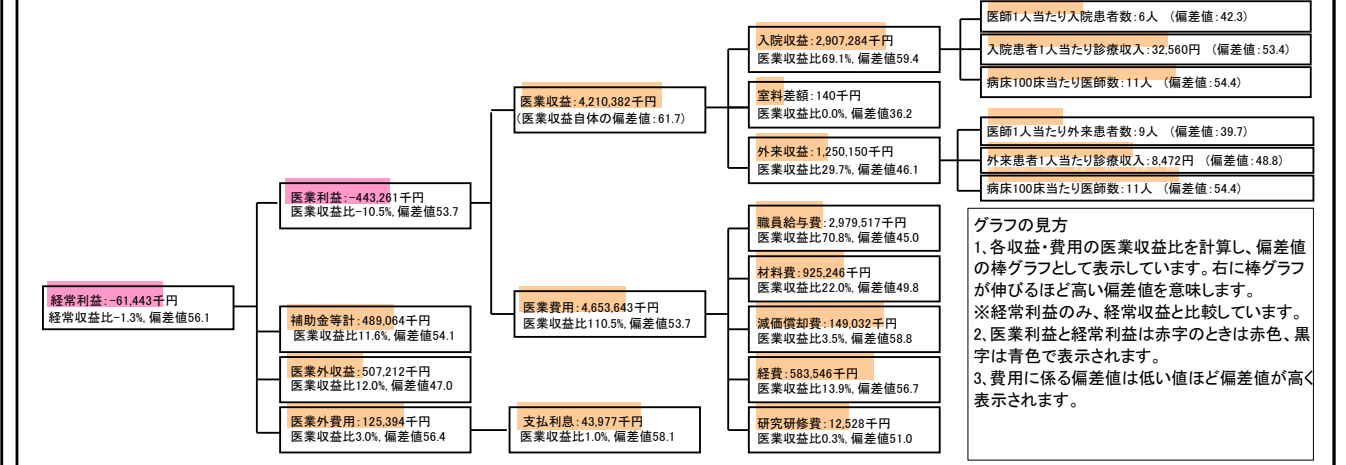 医師1人当たり入院患者数:6人 (偏差値:42.3)
入院収益:2,907,284千円
医業収益比69.1%, 偏差値59.4
入院患者1人当たり診療収入:32,560円 (偏差値:53.4)
病床100床当たり医師数:11人 (偏差値:54.4)
医業収益:4,210,382千円
(医業収益自体の偏差値:61.7)
室料差額:140千円
医業収益比0.0%, 偏差値36.2
医師1人当たり外来患者数:9人 (偏差値:39.7)
外来収益:1,250,150千円
医業収益比29.7%, 偏差値46.1
外来患者1人当たり診療収入:8,472円 (偏差値:48.8)
病床100床当たり医師数:11人 (偏差値:54.4)
医業利益:-443,261千円
医業収益比-10.5%, 偏差値53.7
職員給与費:2,979,517千円
医業収益比70.8%, 偏差値45.0
材料費:925,246千円
医業収益比22.0%, 偏差値49.8
経常利益:-61,443千円
経常収益比-1.3%, 偏差値56.1
医業費用:4,653,643千円
医業収益比110.5%, 偏差値53.7
補助金等計:489,064千円
医業収益比11.6%, 偏差値54.1
減価償却費:149,032千円
医業収益比3.5%, 偏差値58.8
医業外収益:507,212千円
医業収益比12.0%, 偏差値47.0
経費:583,546千円
医業収益比13.9%, 偏差値56.7
医業外費用:125,394千円
医業収益比3.0%, 偏差値56.4
支払利息:43,977千円
医業収益比1.0%, 偏差値58.1
研究研修費:12,528千円
医業収益比0.3%, 偏差値51.0
グラフの見方
1、各収益・費用の医業収益比を計算し、偏差値
の棒グラフとして表示しています。右に棒グラフ
が伸びるほど高い偏差値を意味します。
※経常利益のみ、経常収益と比較しています。
2、医業利益と経常利益は赤字のときは赤色、黒
字は青色で表示されます。
3、費用に係る偏差値は低い値ほど偏差値が高く
表示されます。